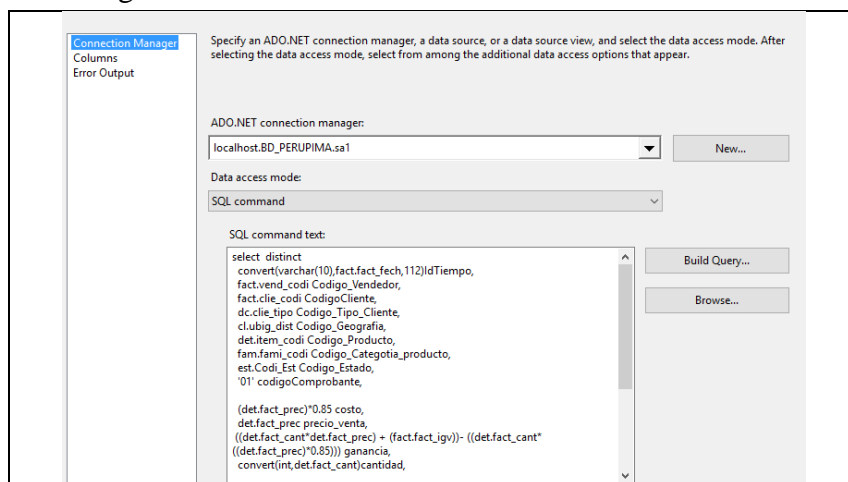 Connection Manager
Columns
Error Output
Specify an ADO.NET connection manager, a data source, or a data source view, and select the data access mode. After
selecting the data access mode, select from among the additional data access options that appear.
ADO.NET connection manager:
localhost.BD_PERUPIMA.sa1
New...
Data access mode:
SQL command
SQL command text:
select distinct
convert(varchar(10),fact.fact_fech,112)IdTiempo,
fact.vend_codi Codigo_Vendedor,
fact.clie_codi CodigoCliente,
dc.clie_tipo Codigo_Tipo_Cliente,
cl.ubig_dist Codigo_Geografia,
det.item_codi Codigo_Producto,
fam.fami_codi Codigo_Categotia_producto,
est.Codi_Est Codigo_Estado,
'01' codigoComprobante,
(det.fact_prec)*0.85 costo,
det.fact_prec precio_venta,
((det.fact_cant*det.fact_prec) + (fact.fact_igv))- ((det.fact_cant*
((det.fact_prec)*0.85))) ganancia,
convert(int,det.fact_cant)cantidad,
Build Query...
Browse...